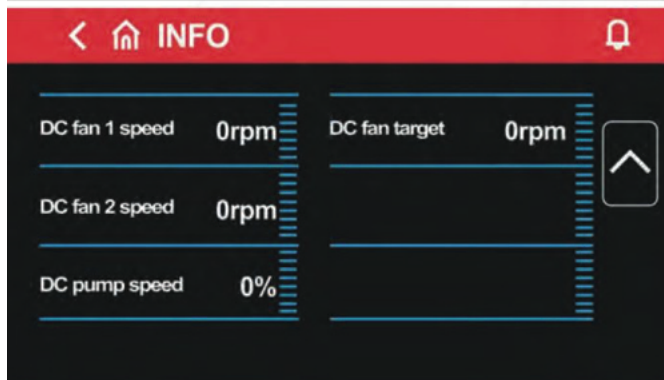 INFO
DC fan 1 speed 0rpm
DC fan target 0rpm
DC fan 2 speed 0rpm
DC pump speed 0%